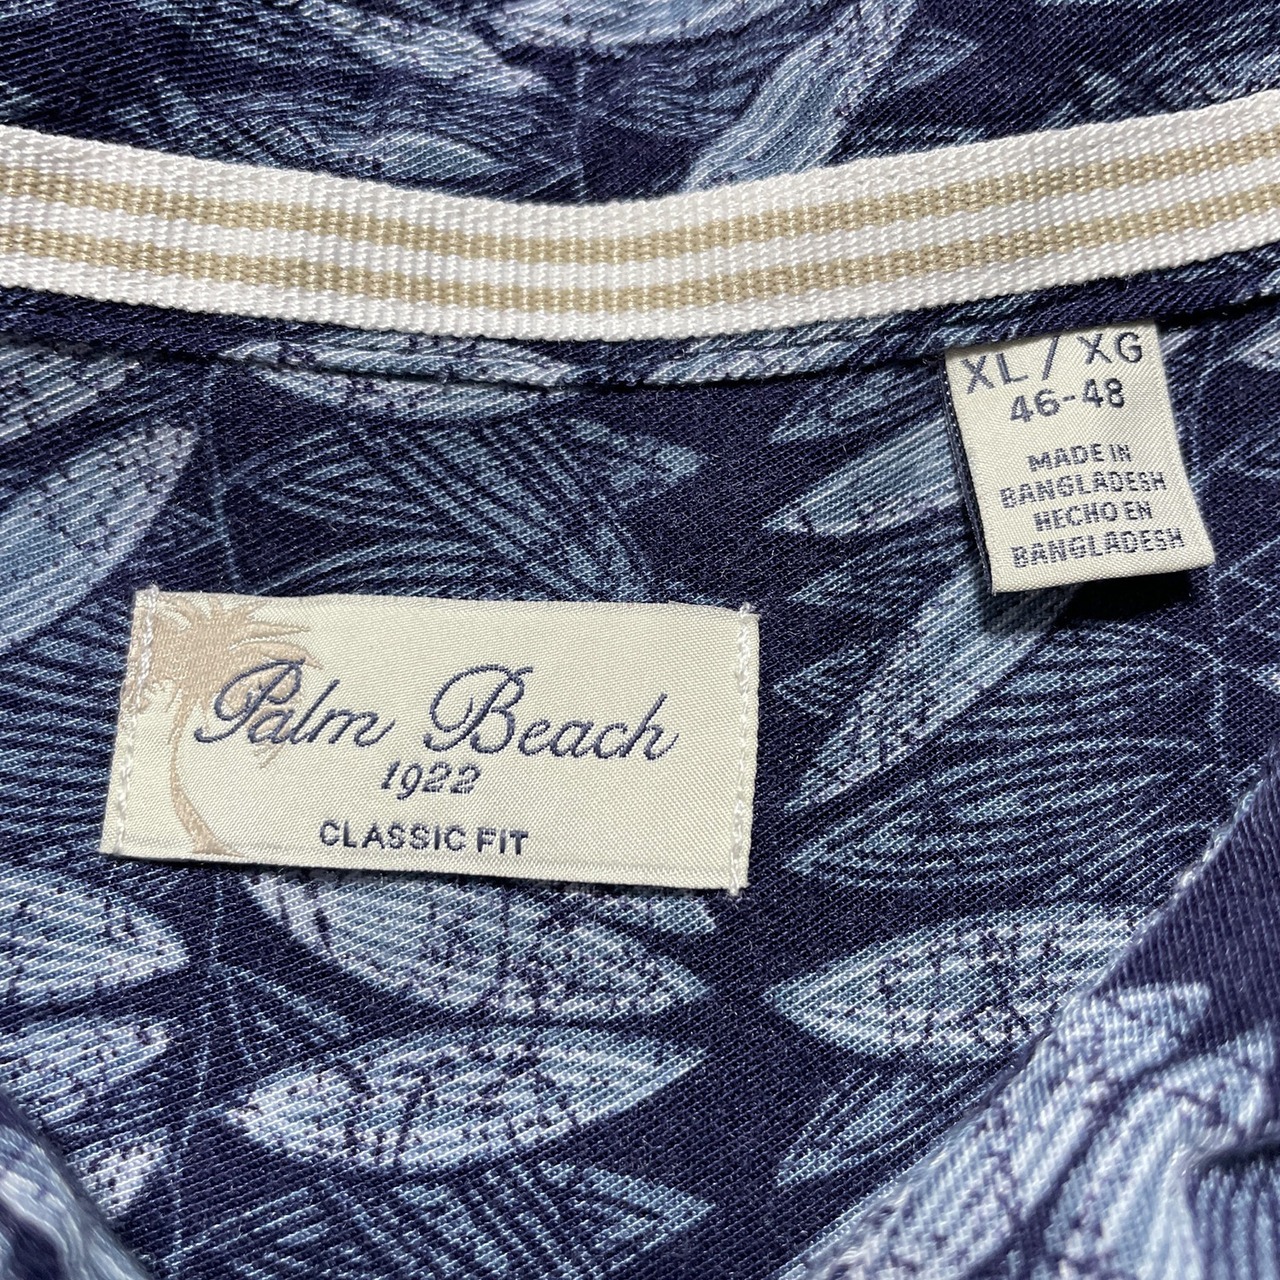 XL / XG
46-48
MADE IN
BANGLADESH
HECHO EN
BANGLADESH
Palm Beach
1922
CLASSIC FIT